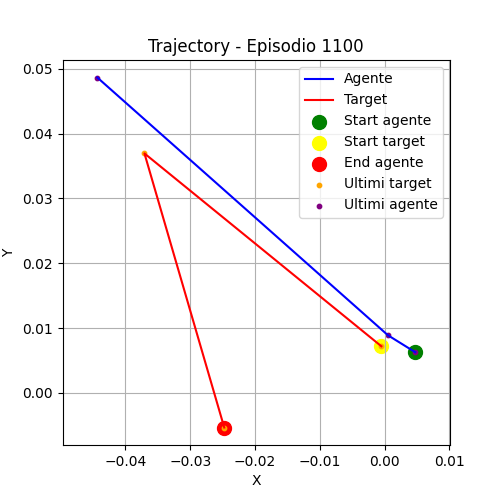 Trajectory - Episodio 1100
0.05
0.04
0.03
0.02
0.01
0.00
Y
Agente
Target
Start agente
Start target
End agente
Ultimi target
Ultimi agente
−0.04 −0.03 −0.02 −0.01 0.00 0.01
X